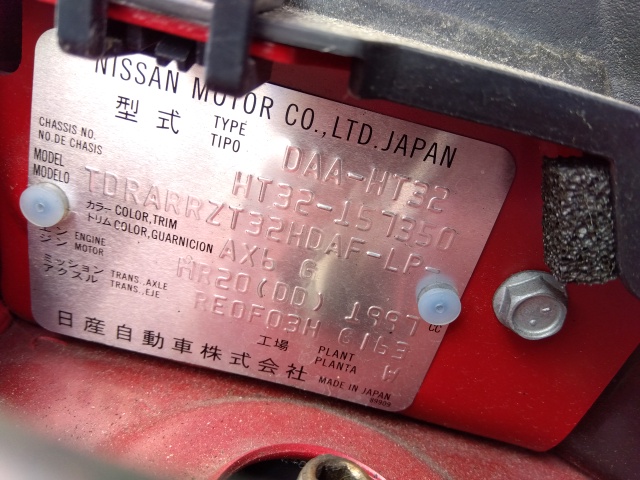 NISSAN MOTOR CO.,LTD.JAPAN
型式 TYPE TIPO DAA-HT32
CHASSIS NO. NO.DE CHASIS HT32-157350
MODEL MODELO TDRARRZT32HDAF-LP-
カラー COLOR,TRIM トリム COLOR,GUARNICION AX6 G
エンジン ENGINE MOTOR MR20(DD) 1997 CC
ミッション アクスル TRANS.,AXLE TRANS.,EJE RE0F03H 6163
工場 PLANT PLANTA A
日産自動車株式会社 MADE IN JAPAN